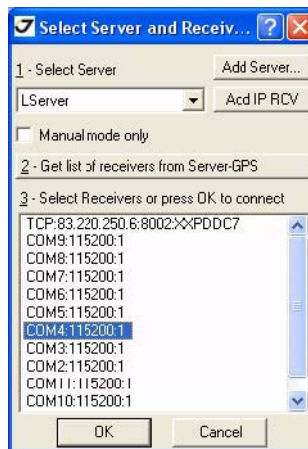 Select Server and Receiv...
1 - Select Server
Add Server...
LServer
Add IP RCV
Manual mode only
2 - Get list of receivers from Server-GPS
3 - Select Receivers or press OK to connect
TCP:83.220.250.6:8002:XXPDDC7
COM9:115200:1
COM8:115200:1
COM7:115200:1
COM6:115200:1
COM5:115200:1
COM4:115200:1
COM3:115200:1
COM2:115200:1
COM11:115200:1
COM10:115200:1
OK
Cancel